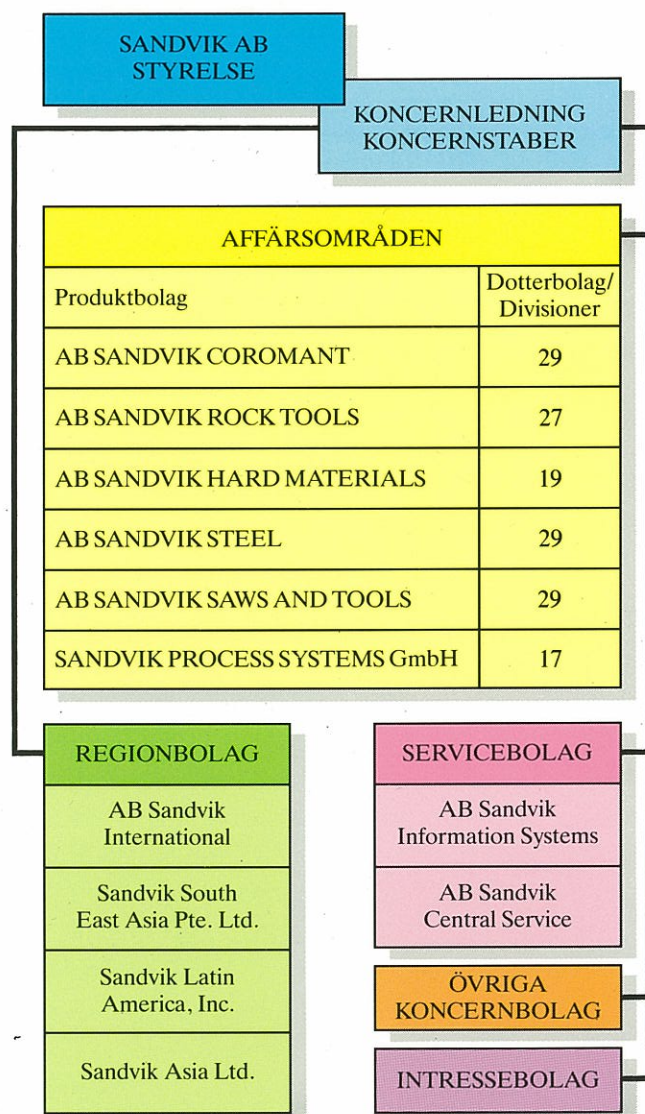 SANDVIK AB
STYRELSE
KONCERNLEDNING
KONCERNSTABER
AFFÄRSOMRÅDEN
Produktbolag
Dotterbolag/
Divisioner
AB SANDVIK COROMANT 29
AB SANDVIK ROCK TOOLS 27
AB SANDVIK HARD MATERIALS 19
AB SANDVIK STEEL 29
AB SANDVIK SAWS AND TOOLS 29
SANDVIK PROCESS SYSTEMS GmbH 17
REGIONBOLAG
AB Sandvik
International
Sandvik South
East Asia Pte. Ltd.
Sandvik Latin
America, Inc.
Sandvik Asia Ltd.
SERVICEBOLAG
AB Sandvik
Information Systems
AB Sandvik
Central Service
ÖVRIGA
KONCERNBOLAG
INTRESSEBOLAG